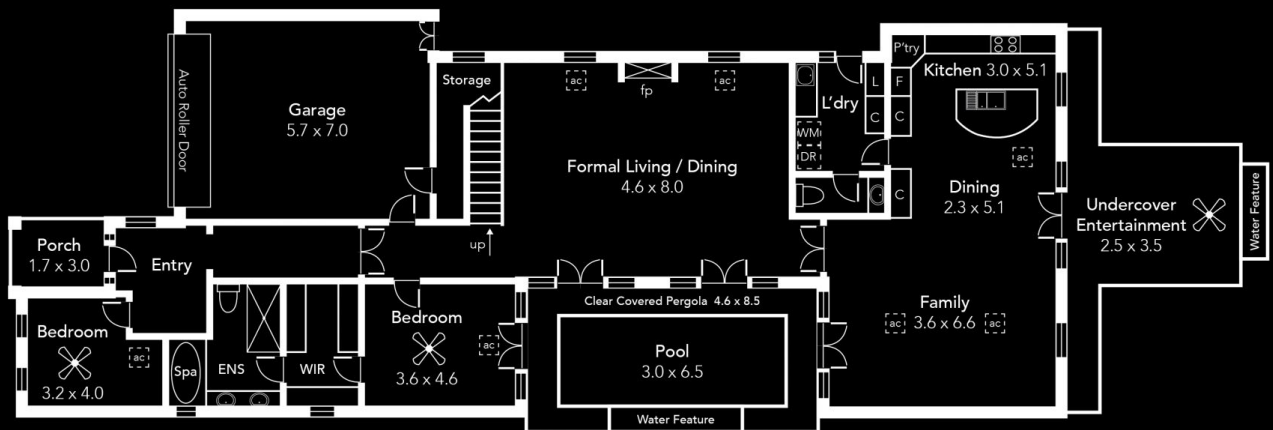 Auto Roller Door
Garage
5.7 x 7.0
Storage
up
ac
fp
ac
Formal Living / Dining
4.6 x 8.0
L'dry
WM
DR
L
C
P'try
F
C
C
Kitchen 3.0 x 5.1
ac
Dining
2.3 x 5.1
Undercover
Entertainment
2.5 x 3.5
Water Feature
Porch
1.7 x 3.0
Entry
Bedroom
ac
3.2 x 4.0
Spa
ENS
WIR
Bedroom
ac
3.6 x 4.6
Clear Covered Pergola 4.6 x 8.5
Pool
3.0 x 6.5
Water Feature
Family
ac
3.6 x 6.6
ac